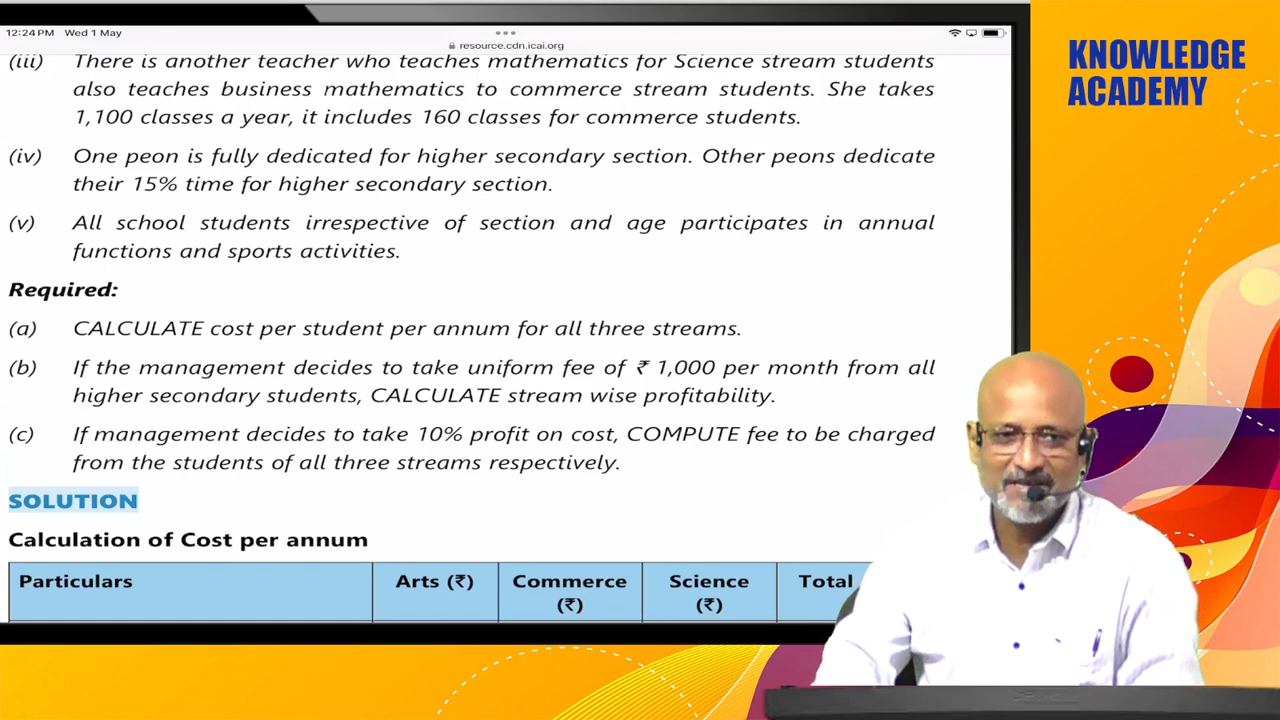 12:24 PM Wed 1 May
resource.cdn.icai.org
KNOWLEDGE
ACADEMY
(iii) There is another teacher who teaches mathematics for Science stream students
also teaches business mathematics to commerce stream students. She takes
1,100 classes a year, it includes 160 classes for commerce students.
(iv) One peon is fully dedicated for higher secondary section. Other peons dedicate
their 15% time for higher secondary section.
(v) All school students irrespective of section and age participates in annual
functions and sports activities.
Required:
(a) CALCULATE cost per student per annum for all three streams.
(b) If the management decides to take uniform fee of ₹ 1,000 per month from all
higher secondary students, CALCULATE stream wise profitability.
(c) If management decides to take 10% profit on cost, COMPUTE fee to be charged
from the students of all three streams respectively.
SOLUTION
Calculation of Cost per annum
Particulars Arts (₹) Commerce Science Total
(₹) (₹)